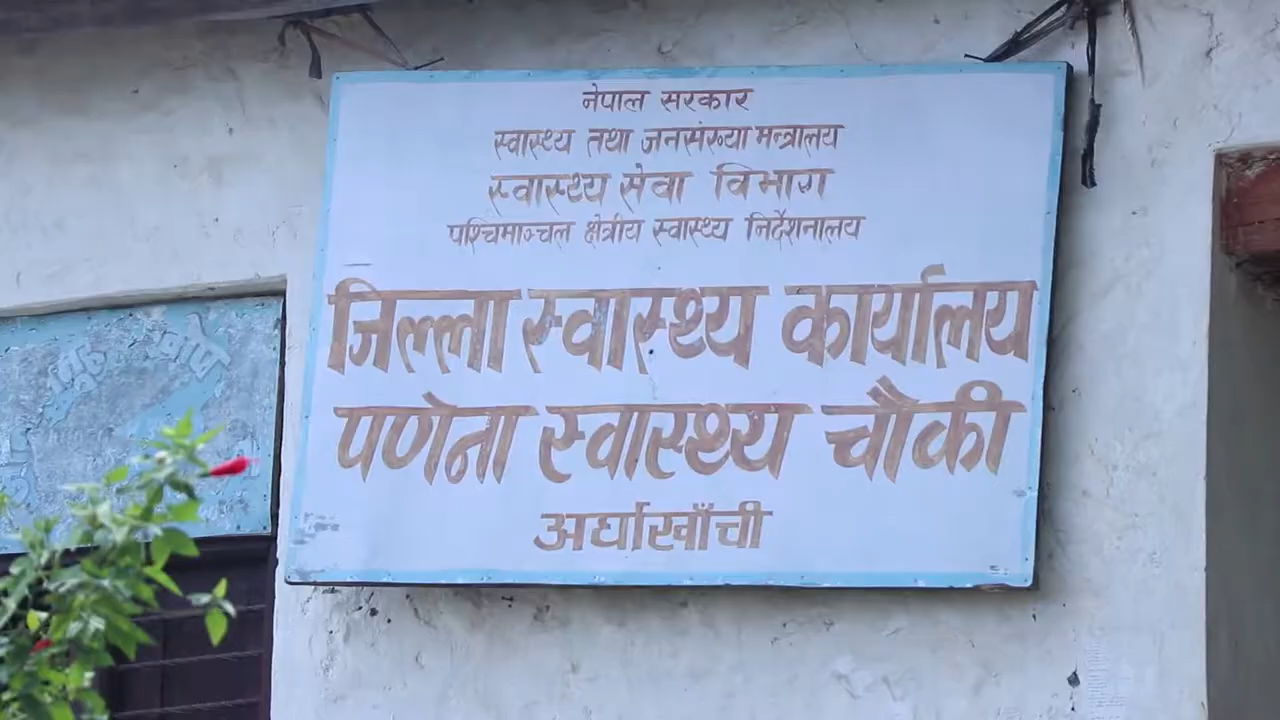 नेपाल सरकार
स्वास्थ्य तथा जनसंख्या मन्त्रालय
स्वास्थ्य सेवा विभाग
पश्चिमाञ्चल क्षेत्रीय स्वास्थ्य निर्देशनालय
जिल्ला स्वास्थ्य कार्यालय
पणेना स्वास्थ्य चौकी
अर्घाखाँची